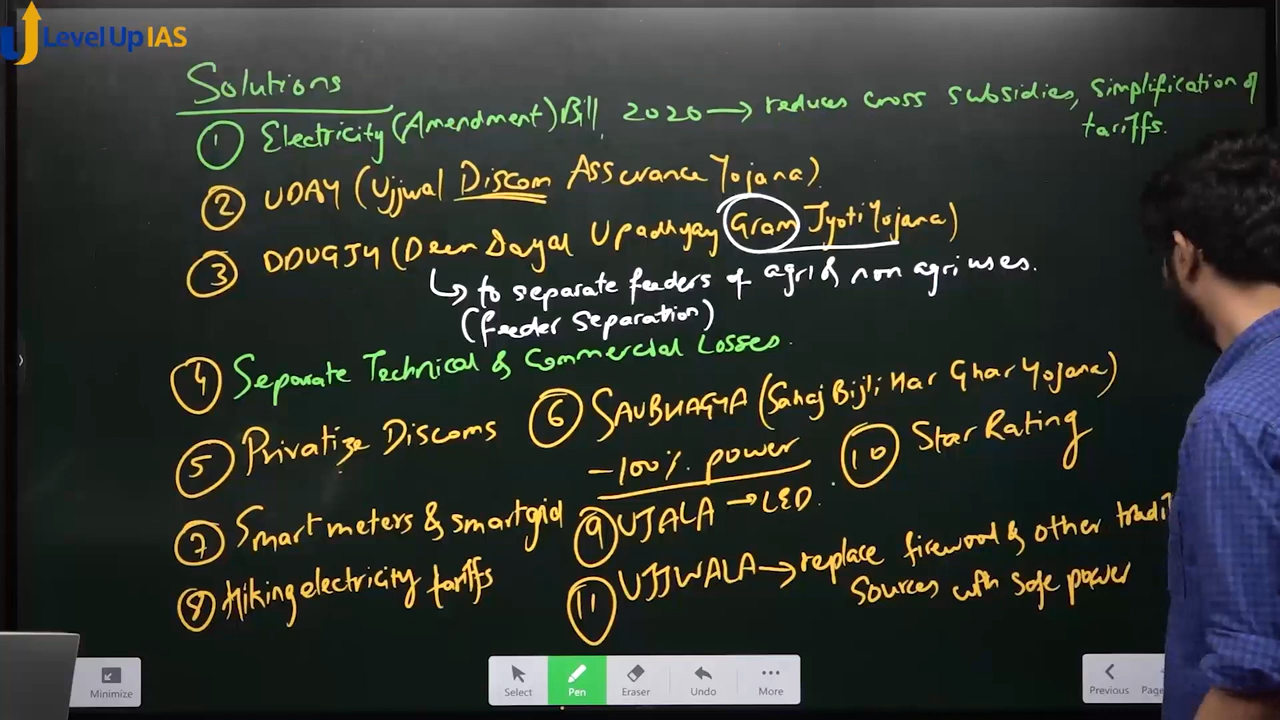 Level Up IAS
Solutions
1 Electricity (Amendment) Bill, 2020 → reduces cross subsidies, simplification of
tariffs.
2 UDAY (Ujjwal Discom Assurance Yojana)
3 DDUGJY (Deen Dayal Upadhyay Gram Jyoti Yojana)
↳ to separate feeders of agri & non agri uses.
(feeder separation)
4 Separate Technical & Commercial Losses.
5 Privatize Discoms
6 SAUBHAGYA (Sahaj Bijli Har Ghar Yojana)
- 100% power
7 Smart meters & smart grid
8 Hiking electricity tariffs
9 UJALA → LED
10 Star Rating
11 UJJWALA → replace firewood & other
sources with safe power
Minimize
Select
Pen
Eraser
Undo
More
Previous